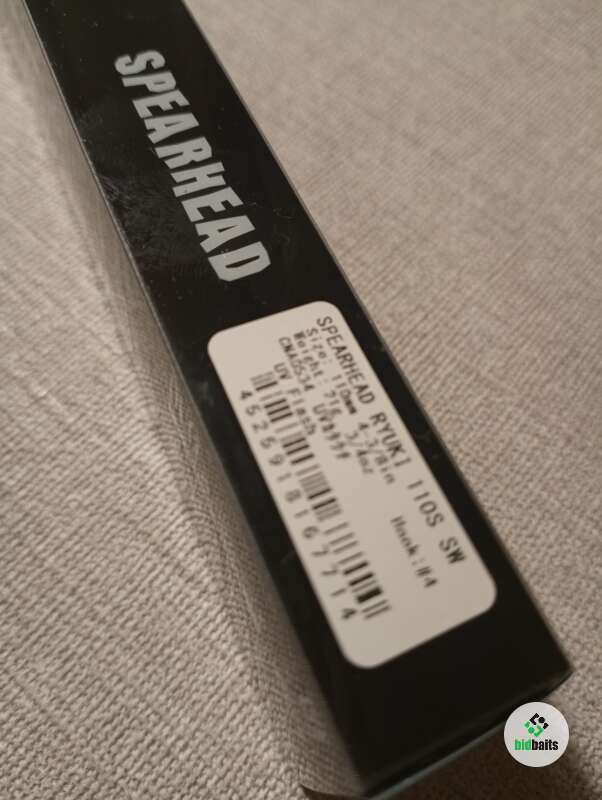 SPEARHEAD
SPEARHEAD RYUKI 110S SW
Size: 110mm 4-3/8in
Weight: 21g 3/4oz Hook:#4
CNA0534
UV Flash
4525918167714
bidbaits